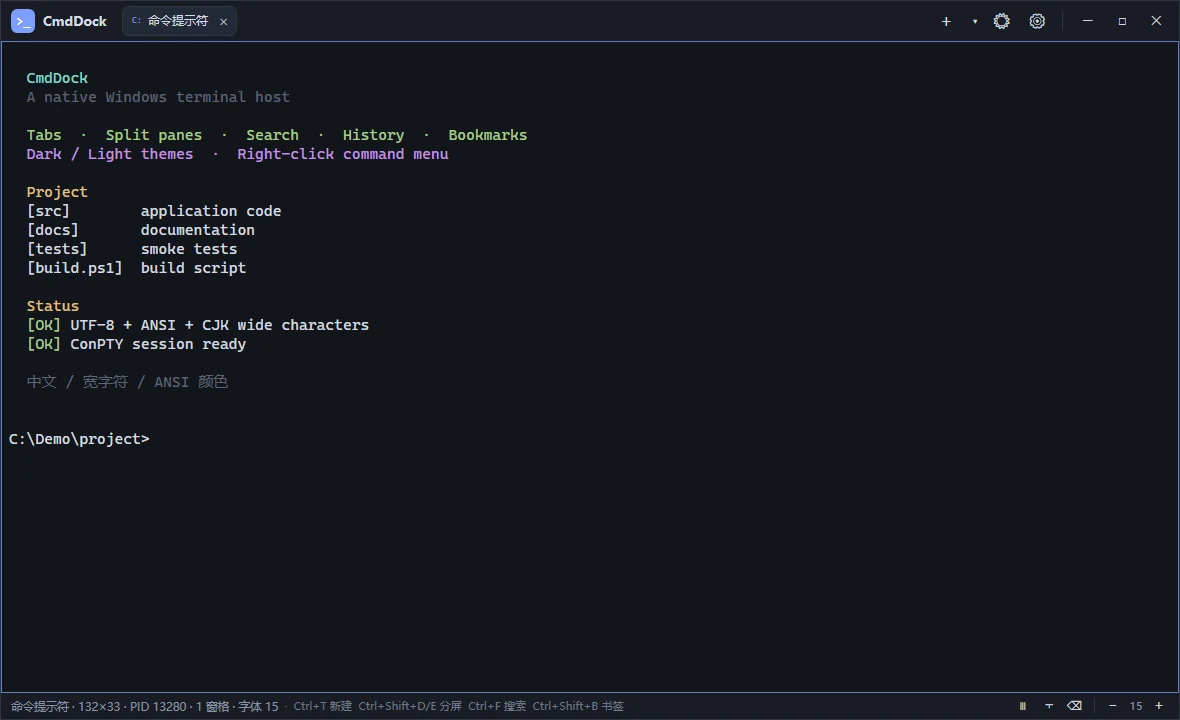 >_ CmdDock C: 命令提示符 × + ▾
CmdDock
A native Windows terminal host
Tabs · Split panes · Search · History · Bookmarks
Dark / Light themes · Right-click command menu
Project
[src] application code
[docs] documentation
[tests] smoke tests
[build.ps1] build script
Status
[OK] UTF-8 + ANSI + CJK wide characters
[OK] ConPTY session ready
中文 / 宽字符 / ANSI 颜色
C:\Demo\project>
命令提示符 · 132×33 · PID 13280 · 1 窗格 · 字体 15 · Ctrl+T 新建 Ctrl+Shift+D/E 分屏 Ctrl+F 搜索 Ctrl+Shift+B 书签 − 15 +